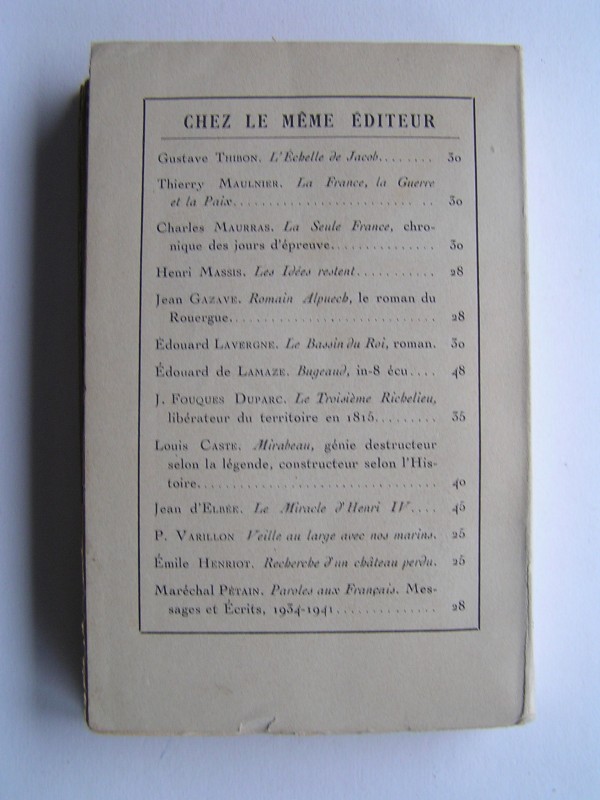 CHEZ LE MÊME ÉDITEUR
Gustave THIBON. L'Échelle de Jacob........ 30
Thierry MAULNIER. La France, la Guerre
et la Paix.......................... .. 30
Charles MAURRAS. La Seule France, chro-
nique des jours d'épreuve.............. 30
Henri MASSIS. Les Idées restent........... 28
Jean GAZAVE. Romain Alpuech, le roman du
Rouergue............................. 28
Édouard LAVERGNE. Le Bassin du Roi, roman. 30
Édouard de LAMAZE. Bugeaud, in-8 écu.... 48
J. FOUQUES DUPARC. Le Troisième Richelieu,
libérateur du territoire en 1815......... 35
Louis CASTE. Mirabeau, génie destructeur
selon la légende, constructeur selon l'His-
toire................................. 40
Jean d'ELBÉE. Le Miracle d'Henri IV.... 45
P. VARILLON Veille au large avec nos marins. 25
Émile HENRIOT. Recherche d'un château perdu. 25
Maréchal PÉTAIN. Paroles aux Français. Mes-
sages et Écrits, 1934-1941.............. 28